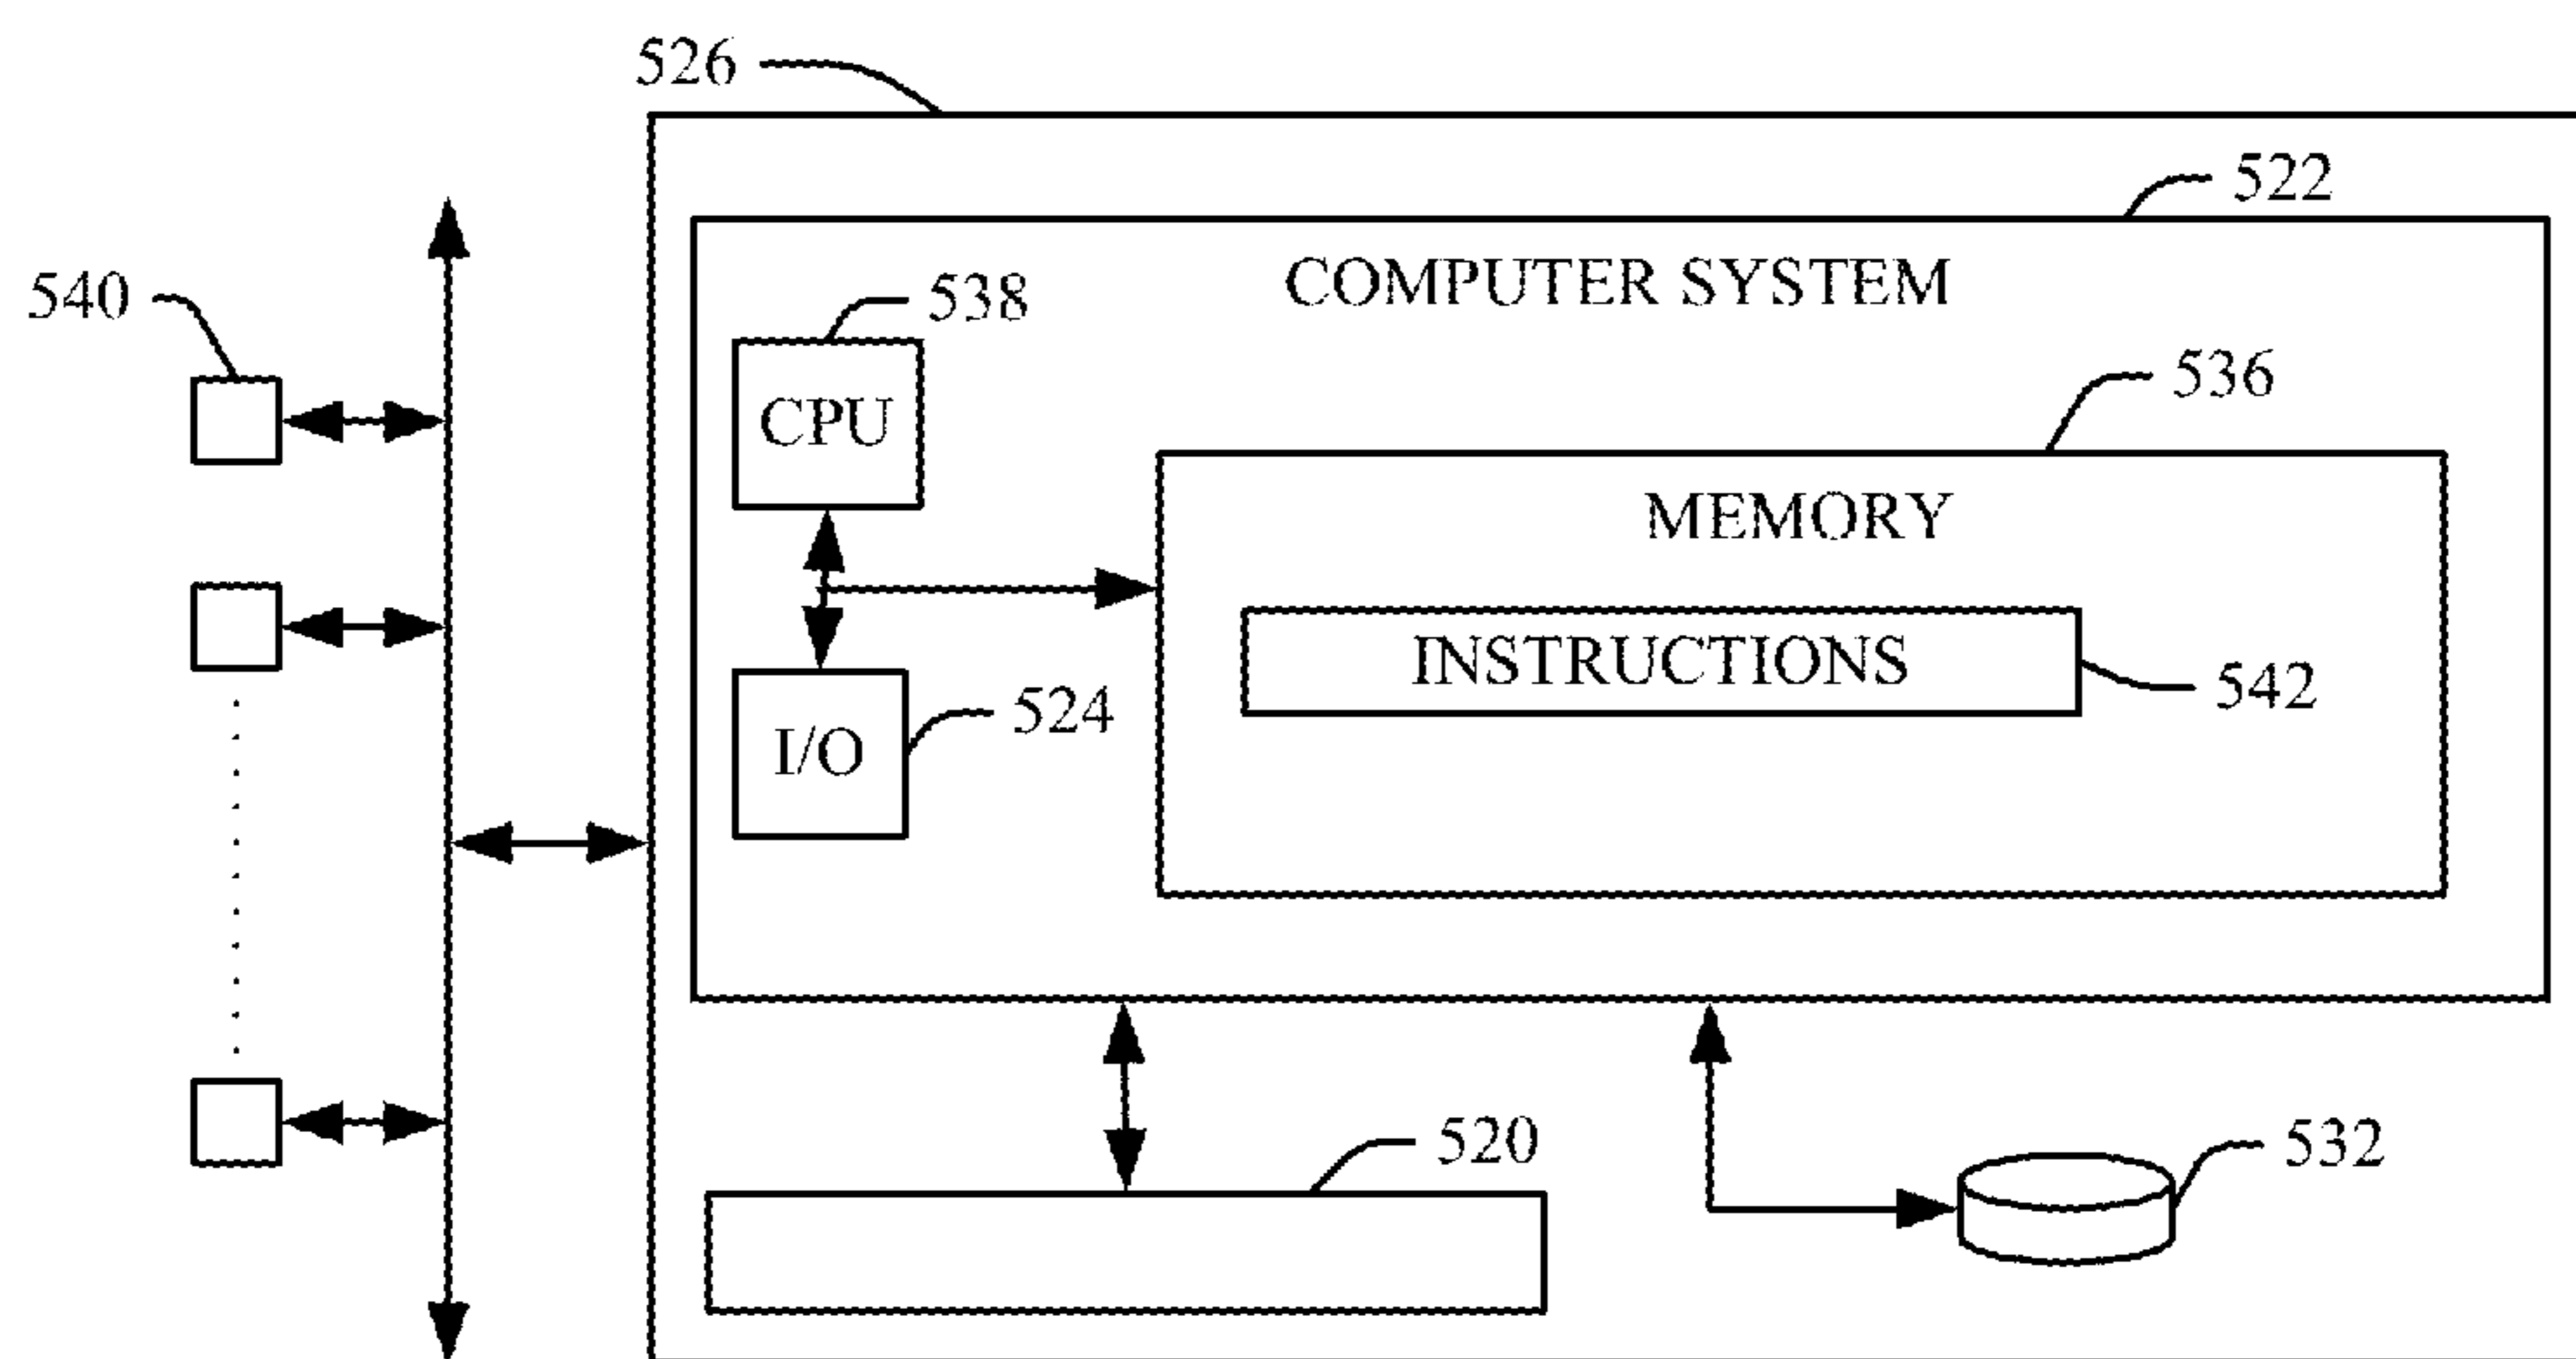 526
522
540
538
COMPUTER SYSTEM
536
CPU
MEMORY
INSTRUCTIONS
542
524
I/O
520
532